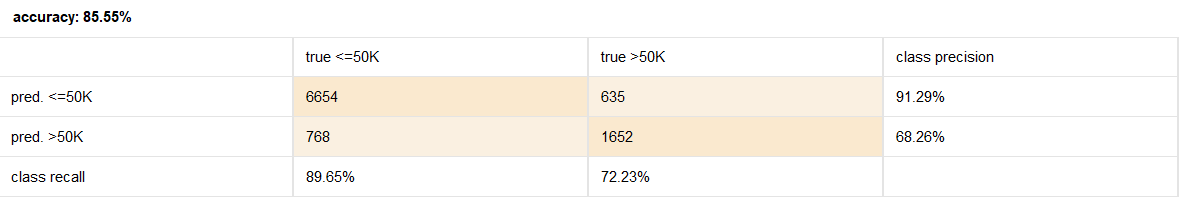 accuracy: 85.55%
true <=50K true >50K class precision
pred. <=50K 6654 635 91.29%
pred. >50K 768 1652 68.26%
class recall 89.65% 72.23%